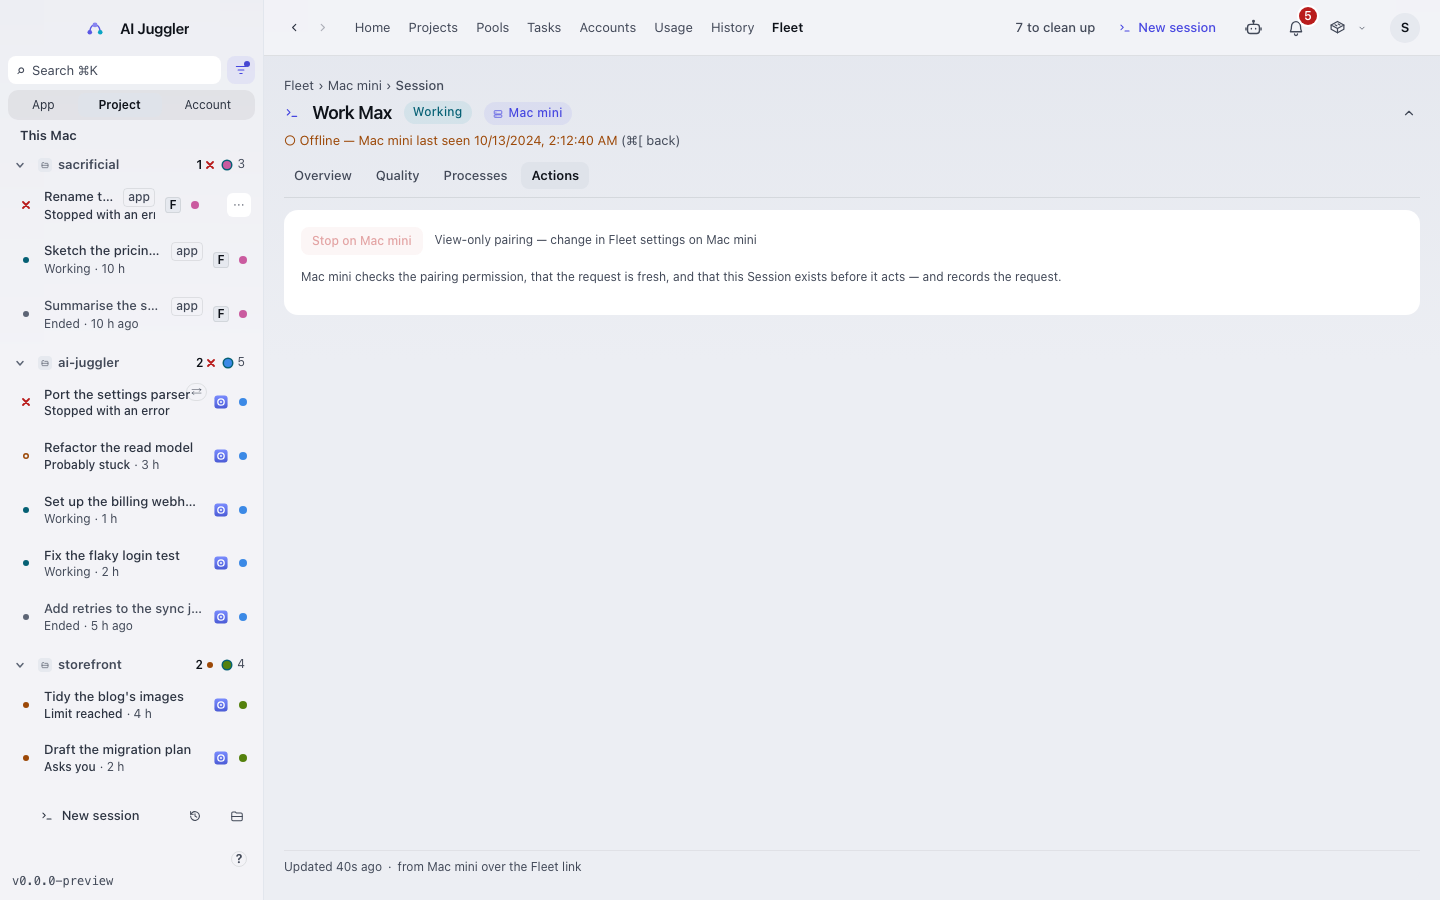 AI Juggler
Search ⌘K
App Project Account
This Mac
sacrificial 1 3
Rename t... app F
Stopped with an er
Sketch the pricin... app F
Working · 10 h
Summarise the s... app F
Ended · 10 h ago
ai-juggler 2 5
Port the settings parser
Stopped with an error
Refactor the read model
Probably stuck · 3 h
Set up the billing webh...
Working · 1 h
Fix the flaky login test
Working · 2 h
Add retries to the sync j...
Ended · 5 h ago
storefront 2 4
Tidy the blog's images
Limit reached · 4 h
Draft the migration plan
Asks you · 2 h
New session
?
v0.0.0-preview
Home Projects Pools Tasks Accounts Usage History Fleet 7 to clean up New session 5 S
Fleet › Mac mini › Session
Work Max Working Mac mini
Offline — Mac mini last seen 10/13/2024, 2:12:40 AM (⌘[ back)
Overview Quality Processes Actions
Stop on Mac mini View-only pairing — change in Fleet settings on Mac mini
Mac mini checks the pairing permission, that the request is fresh, and that this Session exists before it acts — and records the request.
Updated 40s ago · from Mac mini over the Fleet link